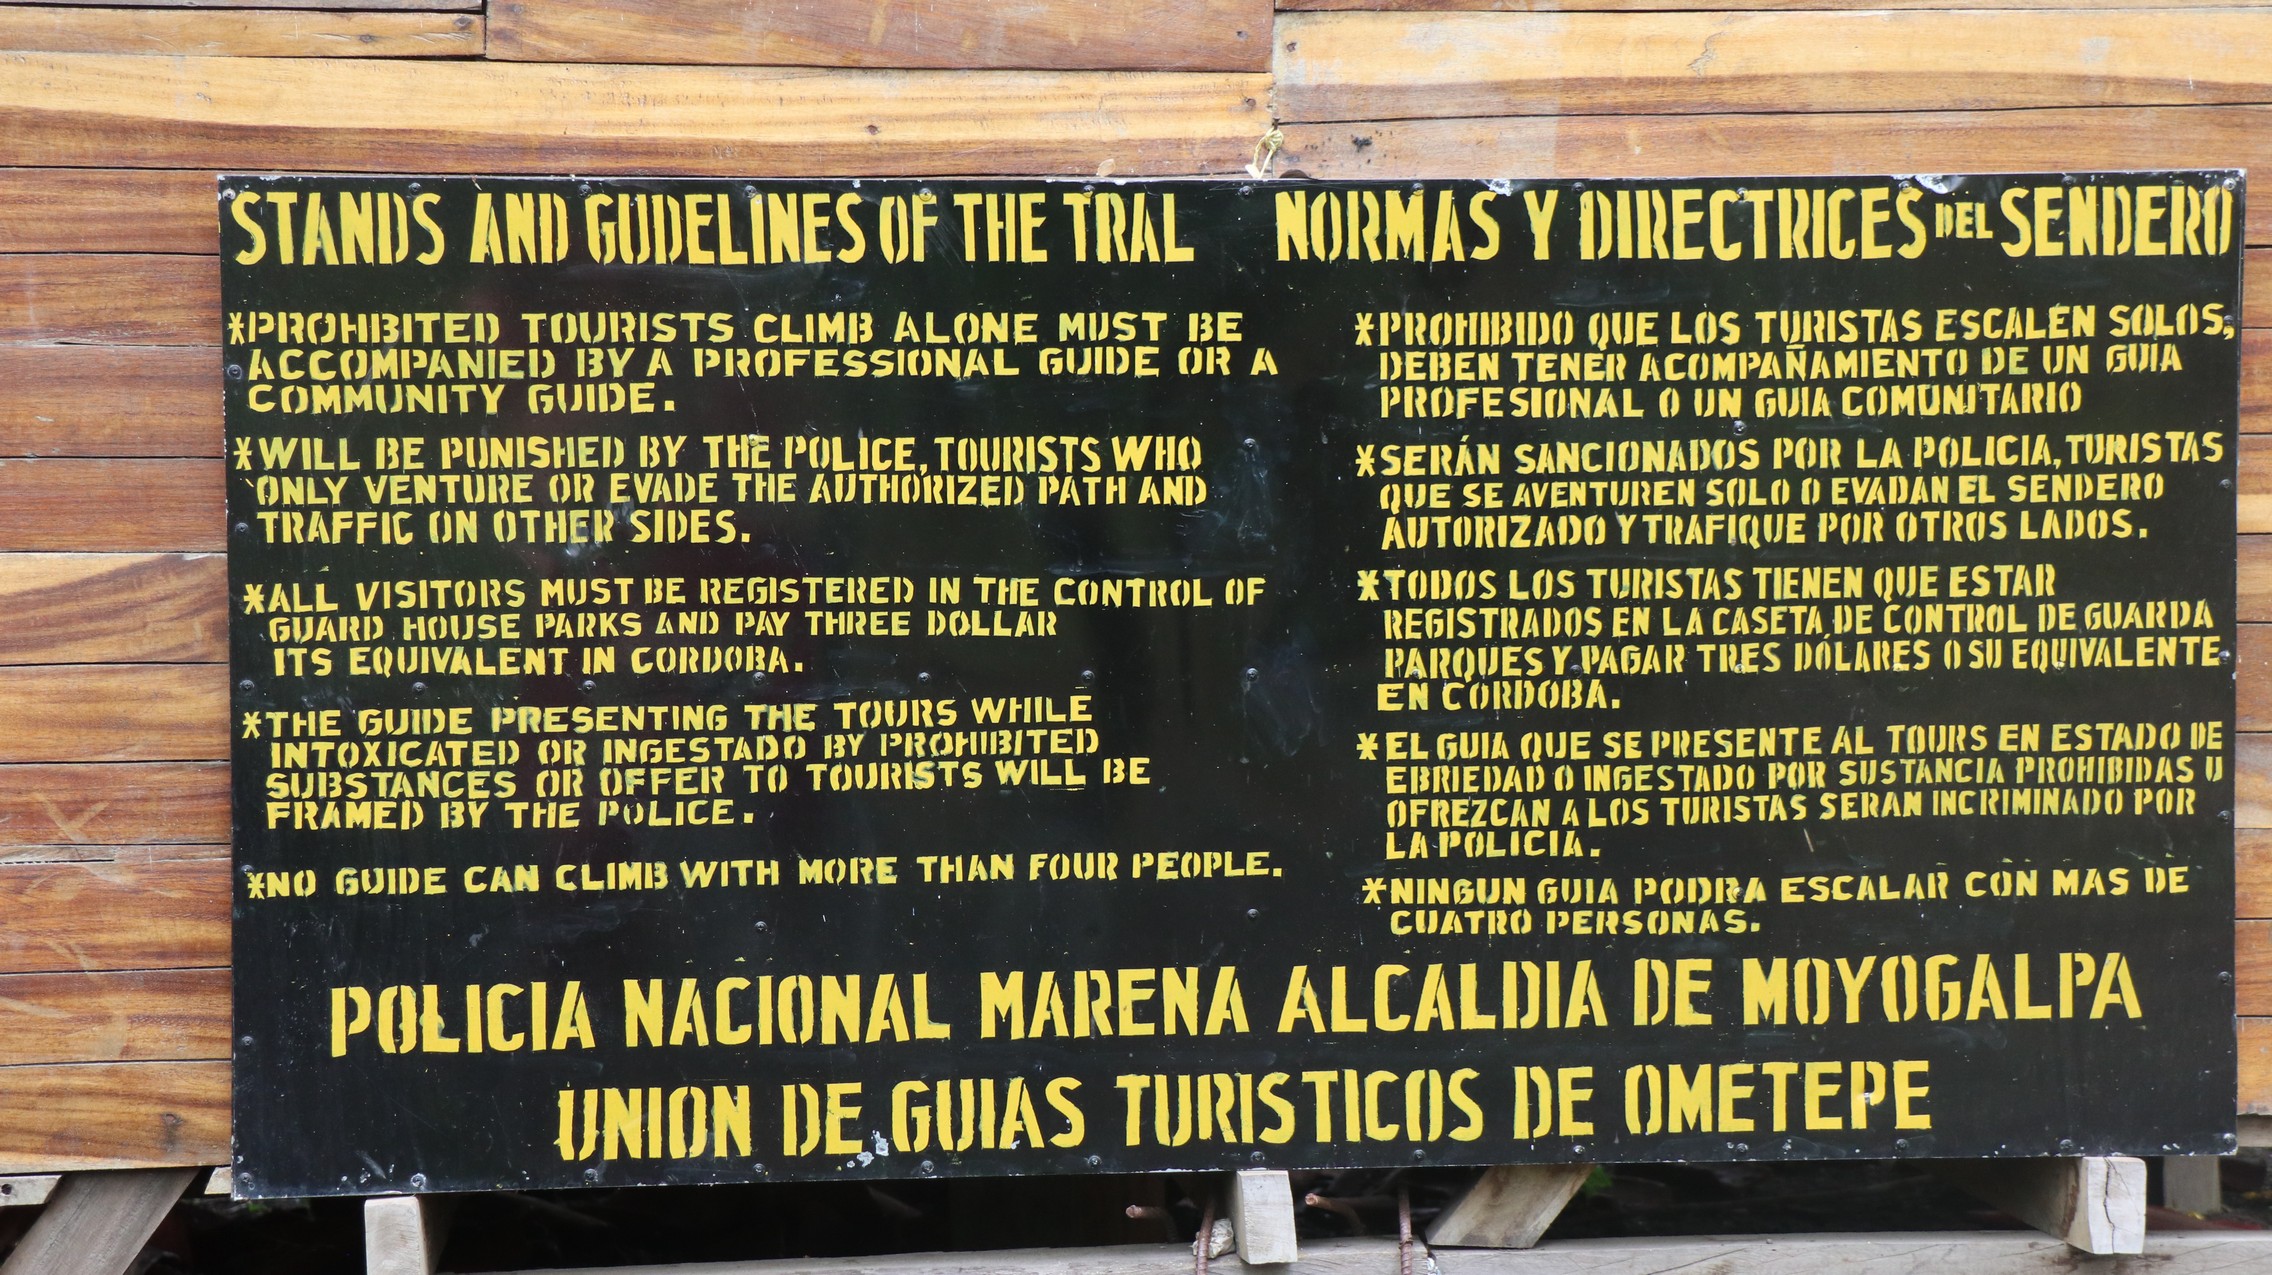 STANDS AND GUDELINES OF THE TRAL
*PROHIBITED TOURISTS CLIMB ALONE MUST BE
ACCOMPANIED BY A PROFESSIONAL GUIDE OR A
COMMUNITY GUIDE.
*WILL BE PUNISHED BY THE POLICE, TOURISTS WHO
ONLY VENTURE OR EVADE THE AUTHORIZED PATH AND
TRAFFIC ON OTHER SIDES.
*ALL VISITORS MUST BE REGISTERED IN THE CONTROL OF
GUARD HOUSE PARKS AND PAY THREE DOLLAR
ITS EQUIVALENT IN CORDOBA.
*THE GUIDE PRESENTING THE TOURS WHILE
INTOXICATED OR INGESTADO BY PROHIBITED
SUBSTANCES OR OFFER TO TOURISTS WILL BE
FRAMED BY THE POLICE.
*NO GUIDE CAN CLIMB WITH MORE THAN FOUR PEOPLE.
NORMAS Y DIRECTRICES DEL SENDERO
*PROHIBIDO QUE LOS TURISTAS ESCALEN SOLOS,
DEBEN TENER ACOMPAÑAMIENTO DE UN GUIA
PROFESIONAL O UN GUIA COMUNITARIO
*SERÁN SANCIONADOS POR LA POLICIA, TURISTAS
QUE SE AVENTUREN SOLO O EVADAN EL SENDERO
AUTORIZADO Y TRAFIQUE POR OTROS LADOS.
*TODOS LOS TURISTAS TIENEN QUE ESTAR
REGISTRADOS EN LA CASETA DE CONTROL DE GUARDA
PARQUES Y PAGAR TRES DÓLARES O SU EQUIVALENTE
EN CORDOBA.
*EL GUIA QUE SE PRESENTE AL TOURS EN ESTADO DE
EBRIEDAD O INGESTADO POR SUSTANCIA PROHIBIDAS U
OFREZCAN A LOS TURISTAS SERAN INCRIMINADO POR
LA POLICIA.
*NINGUN GUIA PODRA ESCALAR CON MAS DE
CUATRO PERSONAS.
POLICIA NACIONAL MARENA ALCALDIA DE MOYOGALPA
UNION DE GUIAS TURISTICOS DE OMETEPE